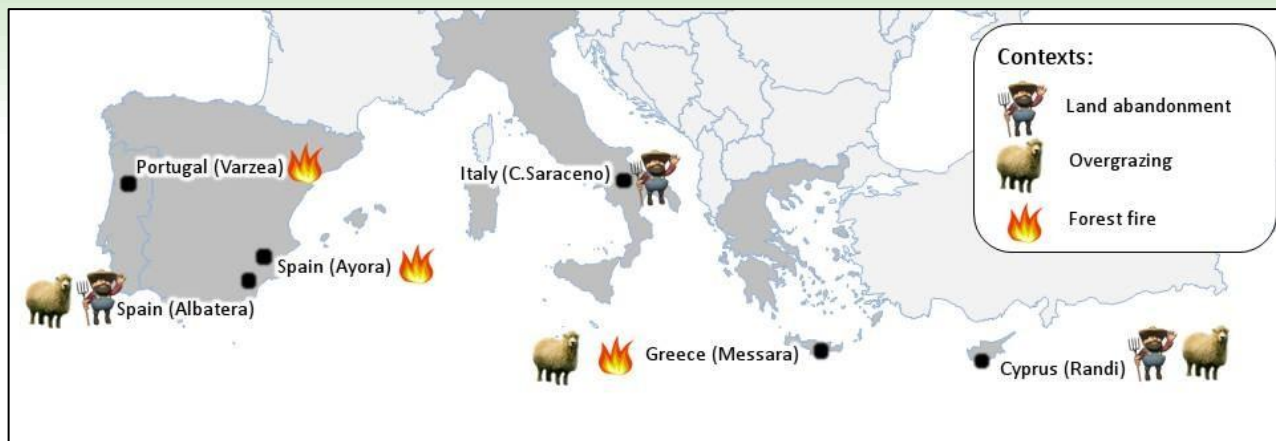 Contexts:
Land abandonment
Overgrazing
Forest fire
Portugal (Varzea)
Italy (C.Saraceno)
Spain (Ayora)
Spain (Albatera)
Greece (Messara)
Cyprus (Randi)